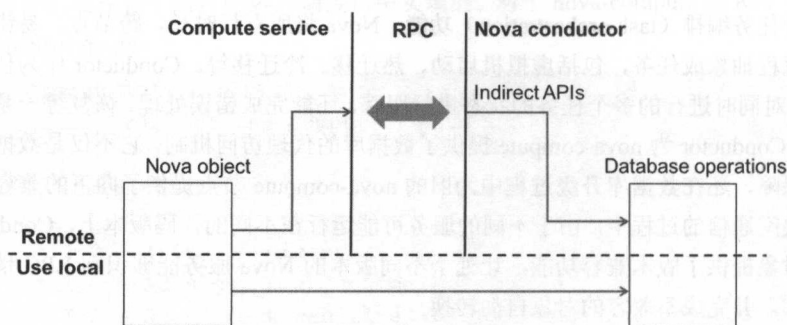 Compute service
RPC
Nova conductor
Indirect APIs
Nova object
Database operations
Remote
Use local